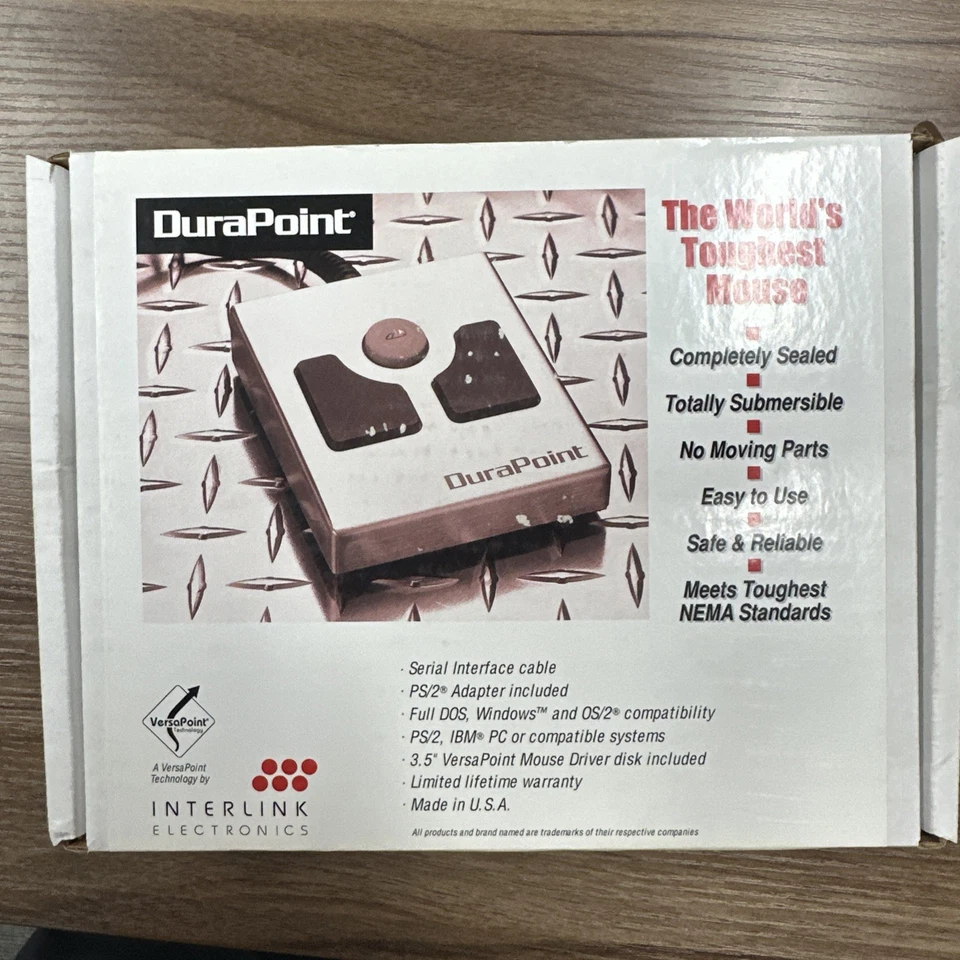 DuraPoint®
The World's
Toughest
Mouse
Completely Sealed
Totally Submersible
No Moving Parts
Easy to Use
Safe & Reliable
Meets Toughest
NEMA Standards
DuraPoint
· Serial Interface cable
· PS/2® Adapter included
· Full DOS, Windows™ and OS/2® compatibility
· PS/2, IBM® PC or compatible systems
· 3.5" VersaPoint Mouse Driver disk included
· Limited lifetime warranty
· Made in U.S.A.
VersaPoint®
Technology
A VersaPoint
Technology by
INTERLINK
ELECTRONICS
All products and brand named are trademarks of their respective companies